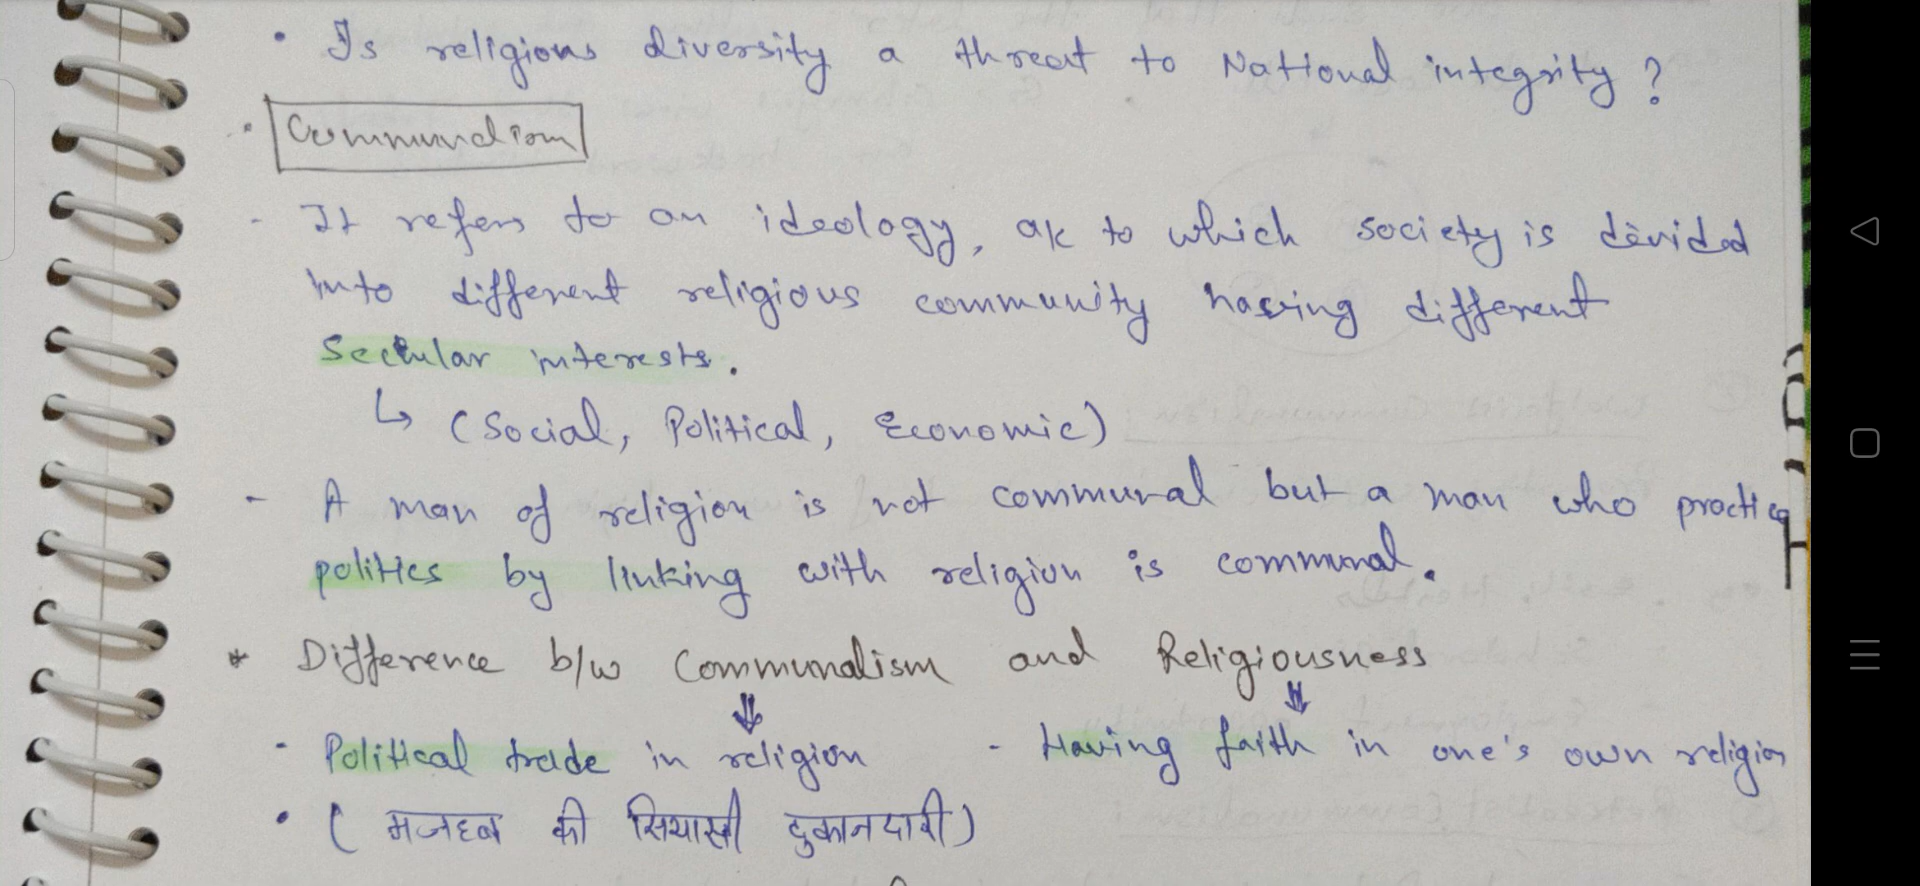 • Is religious diversity a threat to National integrity ?
• Communalism
- It refers to an ideology, ak to which society is devided
into different religious community having different
Secular interests.
↳ (Social, Political, Economic)
- A man of religion is not communal but a man who practice
politics by linking with religion is communal.
* Difference b/w Communalism and Religiousness
- Political trade in religion - Having faith in one's own religion
• ( मजहब की सियासी दुकानदारी )